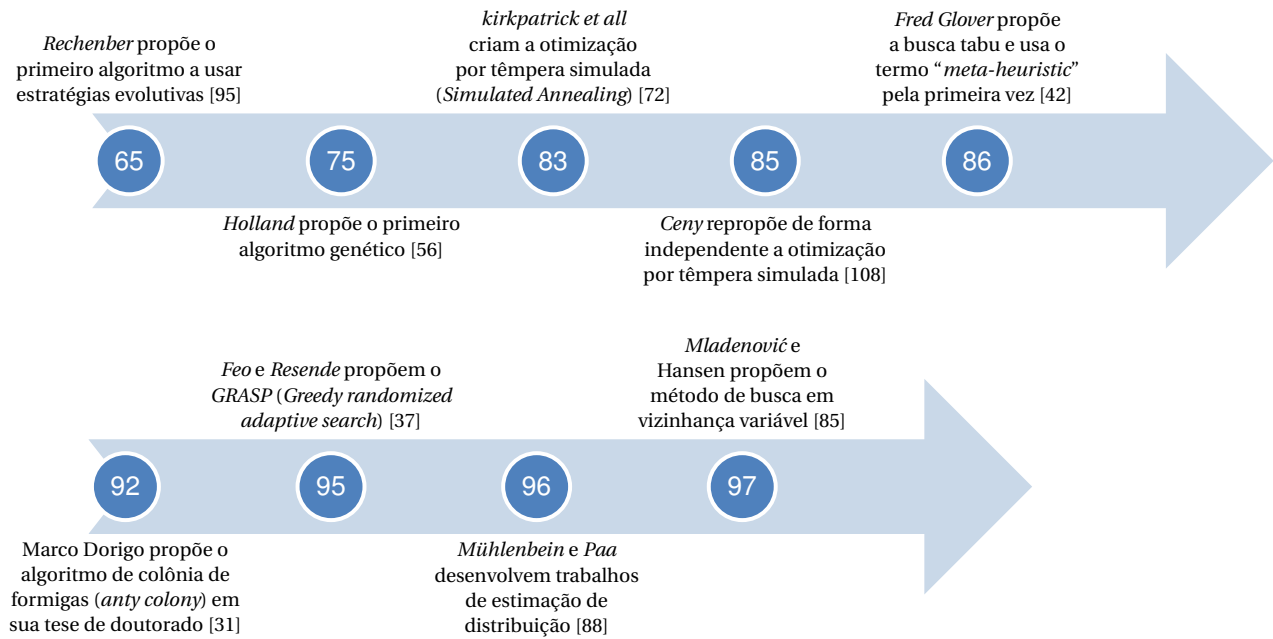 Rechenber propõe o
primeiro algoritmo a usar
estratégias evolutivas [95]
kirkpatrick et all
criam a otimização
por têmpera simulada
(Simulated Annealing) [72]
Fred Glover propõe
a busca tabu e usa o
termo “meta-heuristic”
pela primeira vez [42]
65
75
83
85
86
Holland propõe o primeiro
algoritmo genético [56]
Ceny repropõe de forma
independente a otimização
por têmpera simulada [108]
Feo e Resende propõem o
GRASP (Greedy randomized
adaptive search) [37]
Mladenović e
Hansen propõem o
método de busca em
vizinhança variável [85]
92
95
96
97
Marco Dorigo propõe o
algoritmo de colônia de
formigas (anty colony) em
sua tese de doutorado [31]
Mühlenbein e Paa
desenvolvem trabalhos
de estimação de
distribuição [88]